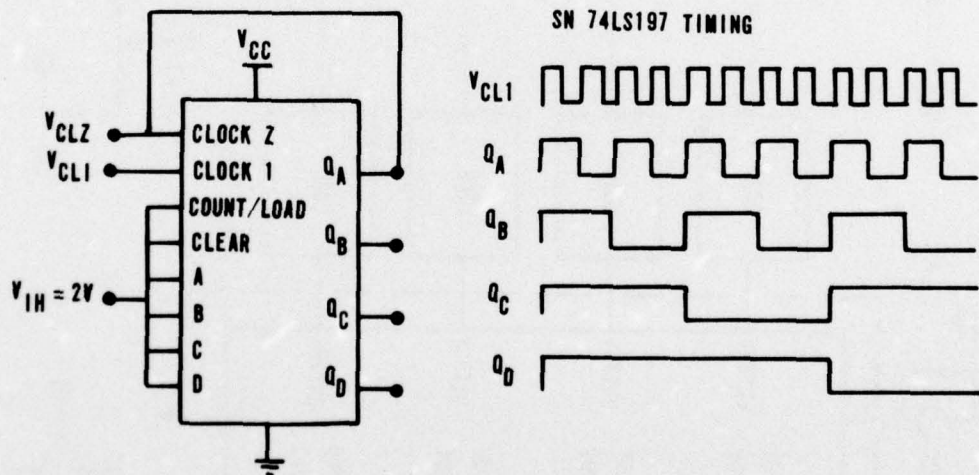 SN 74LS197 TIMING
VCC
VCLZ
CLOCK Z
VCLI
CLOCK 1
COUNT/LOAD
CLEAR
A
B
C
D
VIH = 2V
QA
QB
QC
QD
VCL1
QA
QB
QC
QD